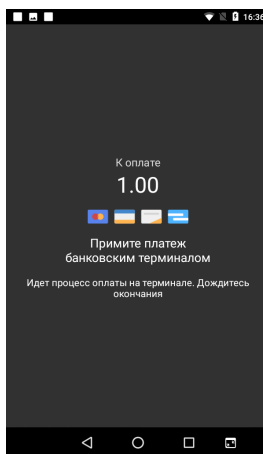 16:36
К оплате
1.00
Примите платеж
банковским терминалом
Идет процесс оплаты на терминале. Дождитесь
окончания